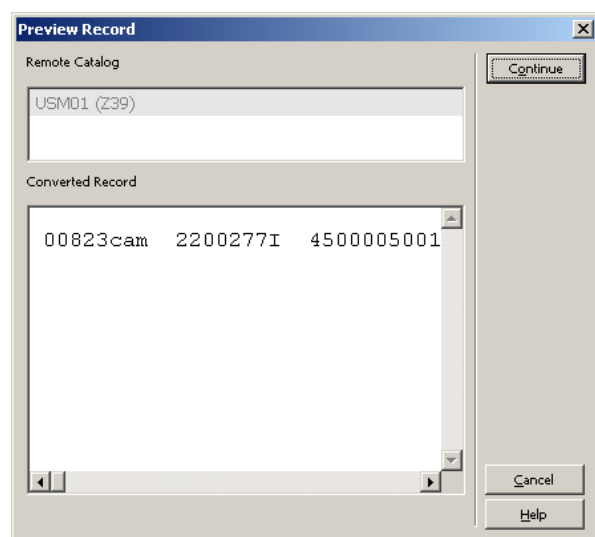 Preview Record
Remote Catalog
Continue
USM01 (Z39)
Converted Record
00823cam  2200277I  4500005001
Cancel
Help